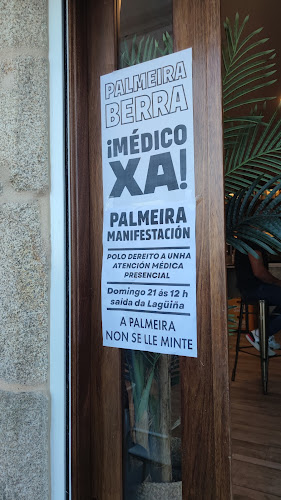 PALMEIRA
BERRA
¡MÉDICO
XA!
PALMEIRA
MANIFESTACIÓN
POLO DEREITO A UNHA
ATENCIÓN MÉDICA
PRESENCIAL
Domingo 21 ás 12 h
saída da Lagüiña
A PALMEIRA
NON SE LLE MINTE